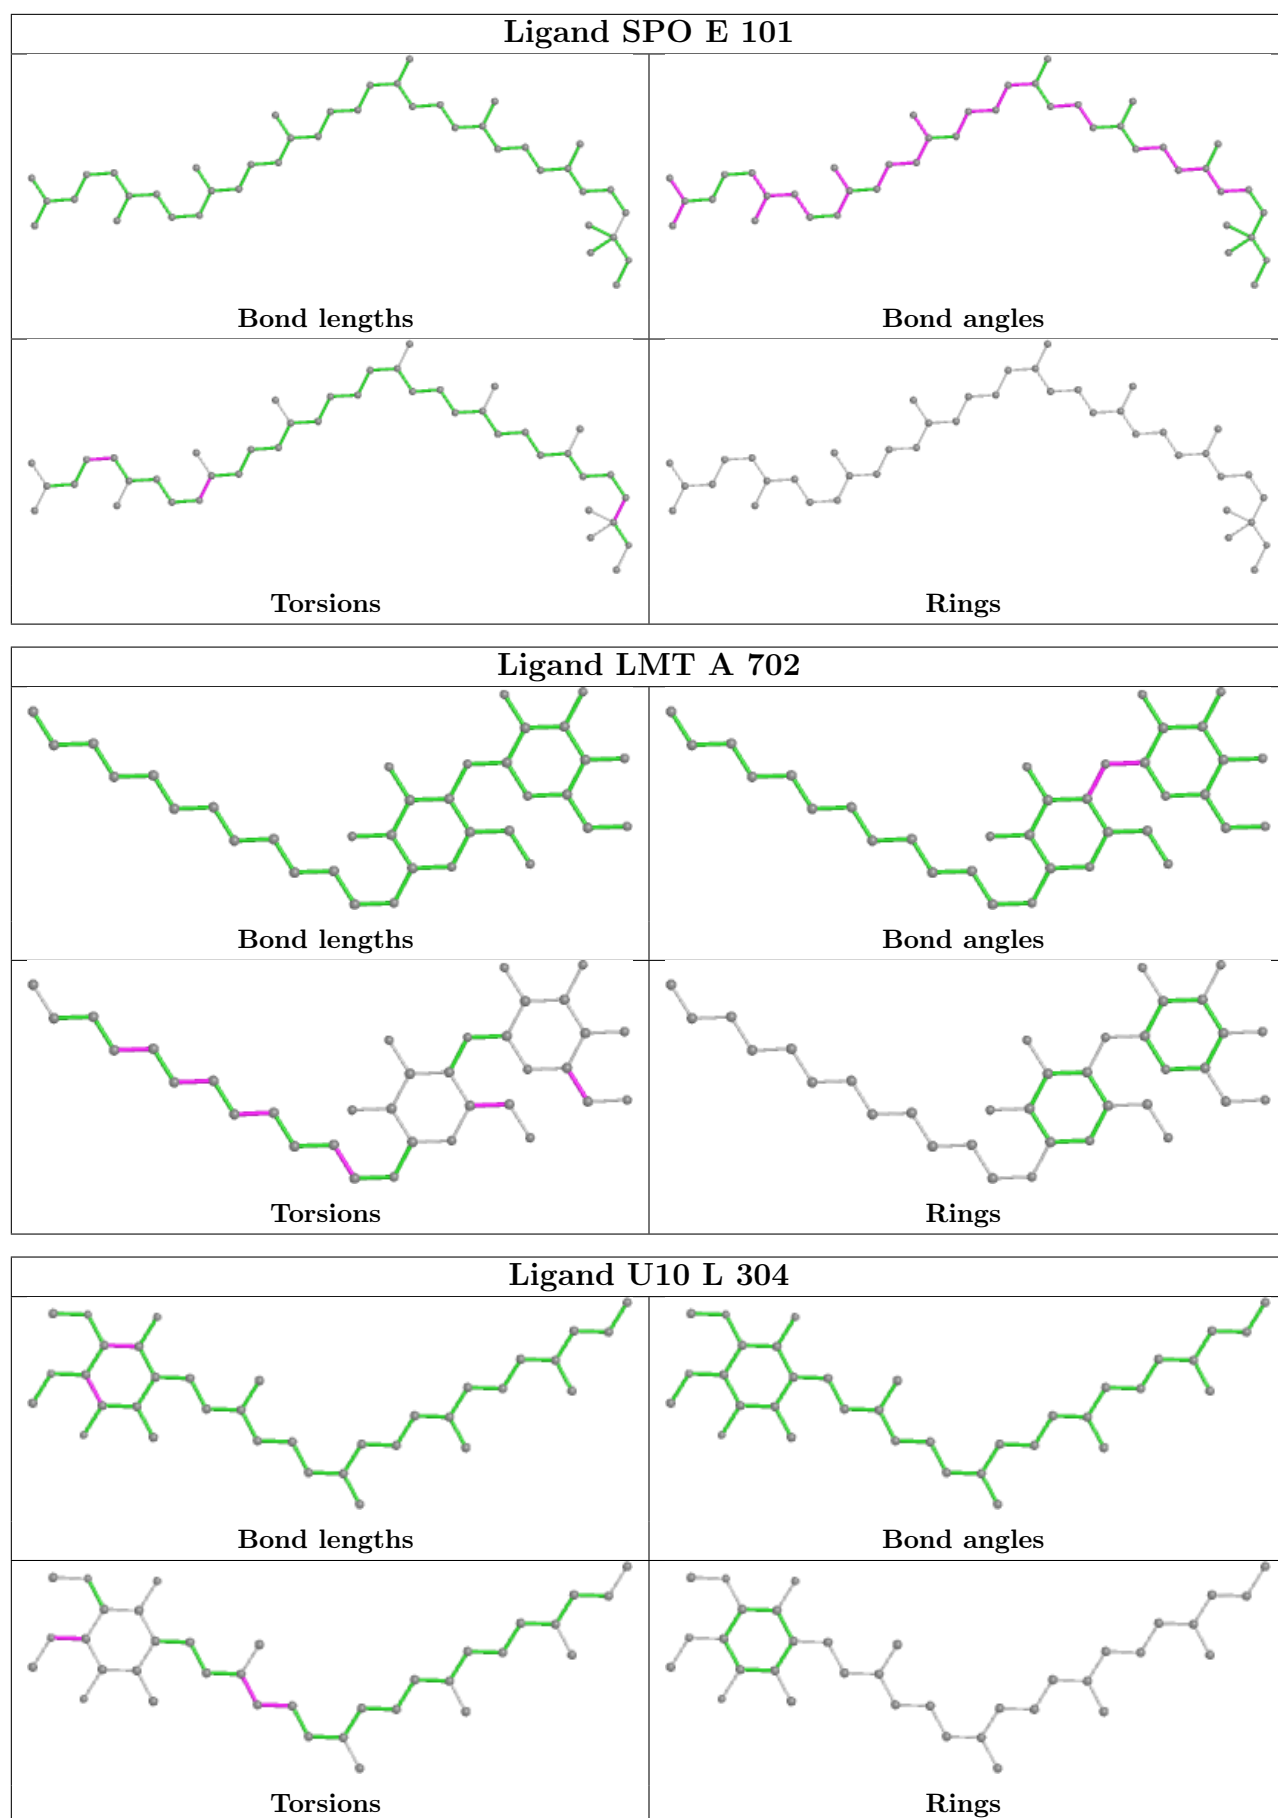 Ligand SPO E 101
Bond lengths
Bond angles
Torsions
Rings
Ligand LMT A 702
Bond lengths
Bond angles
Torsions
Rings
Ligand U10 L 304
Bond lengths
Bond angles
Torsions
Rings